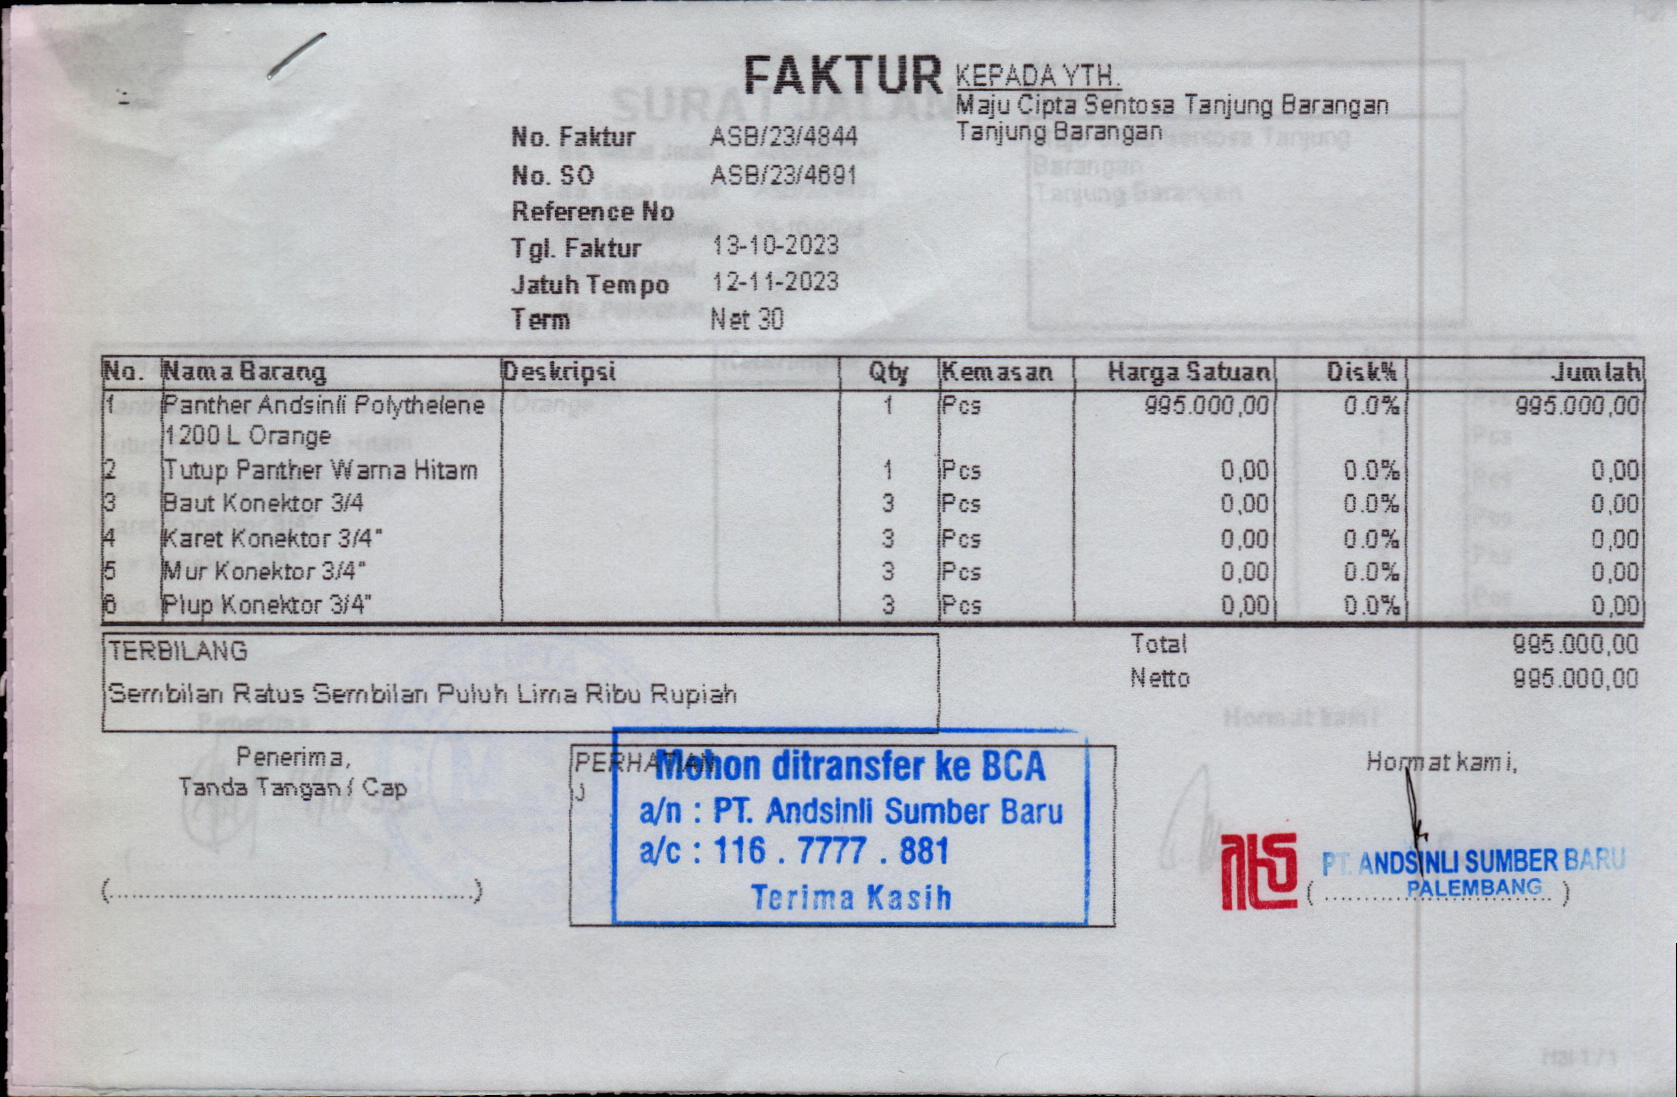 FAKTUR
KEPADA YTH.
Maju Cipta Sentosa Tanjung Barangan
Tanjung Barangan
No. Faktur ASB/23/4844
No. SO ASB/23/4691
Reference No
Tgl. Faktur 13-10-2023
Jatuh Tempo 12-11-2023
Term Net 30
No. Nama Barang Deskripsi Qty Kemasan Harga Satuan Disk% Jumlah
1 Panther Andsinli Polythelene 1 Pcs 995.000,00 0.0% 995.000,00
1200 L Orange
2 Tutup Panther Warna Hitam 1 Pcs 0,00 0.0% 0,00
3 Baut Konektor 3/4 3 Pcs 0,00 0.0% 0,00
4 Karet Konektor 3/4" 3 Pcs 0,00 0.0% 0,00
5 Mur Konektor 3/4" 3 Pcs 0,00 0.0% 0,00
6 Plup Konektor 3/4" 3 Pcs 0,00 0.0% 0,00
TERBILANG
Sembilan Ratus Sembilan Puluh Lima Ribu Rupiah
Total 995.000,00
Netto 995.000,00
Penerima,
Tanda Tangan / Cap
(..............................................)
PERHATIAN
Mohon ditransfer ke BCA
a/n : PT. Andsinli Sumber Baru
a/c : 116 . 7777 . 881
Terima Kasih
Hormat kami,
PT. ANDSINLI SUMBER BARU
PALEMBANG
(..............................)